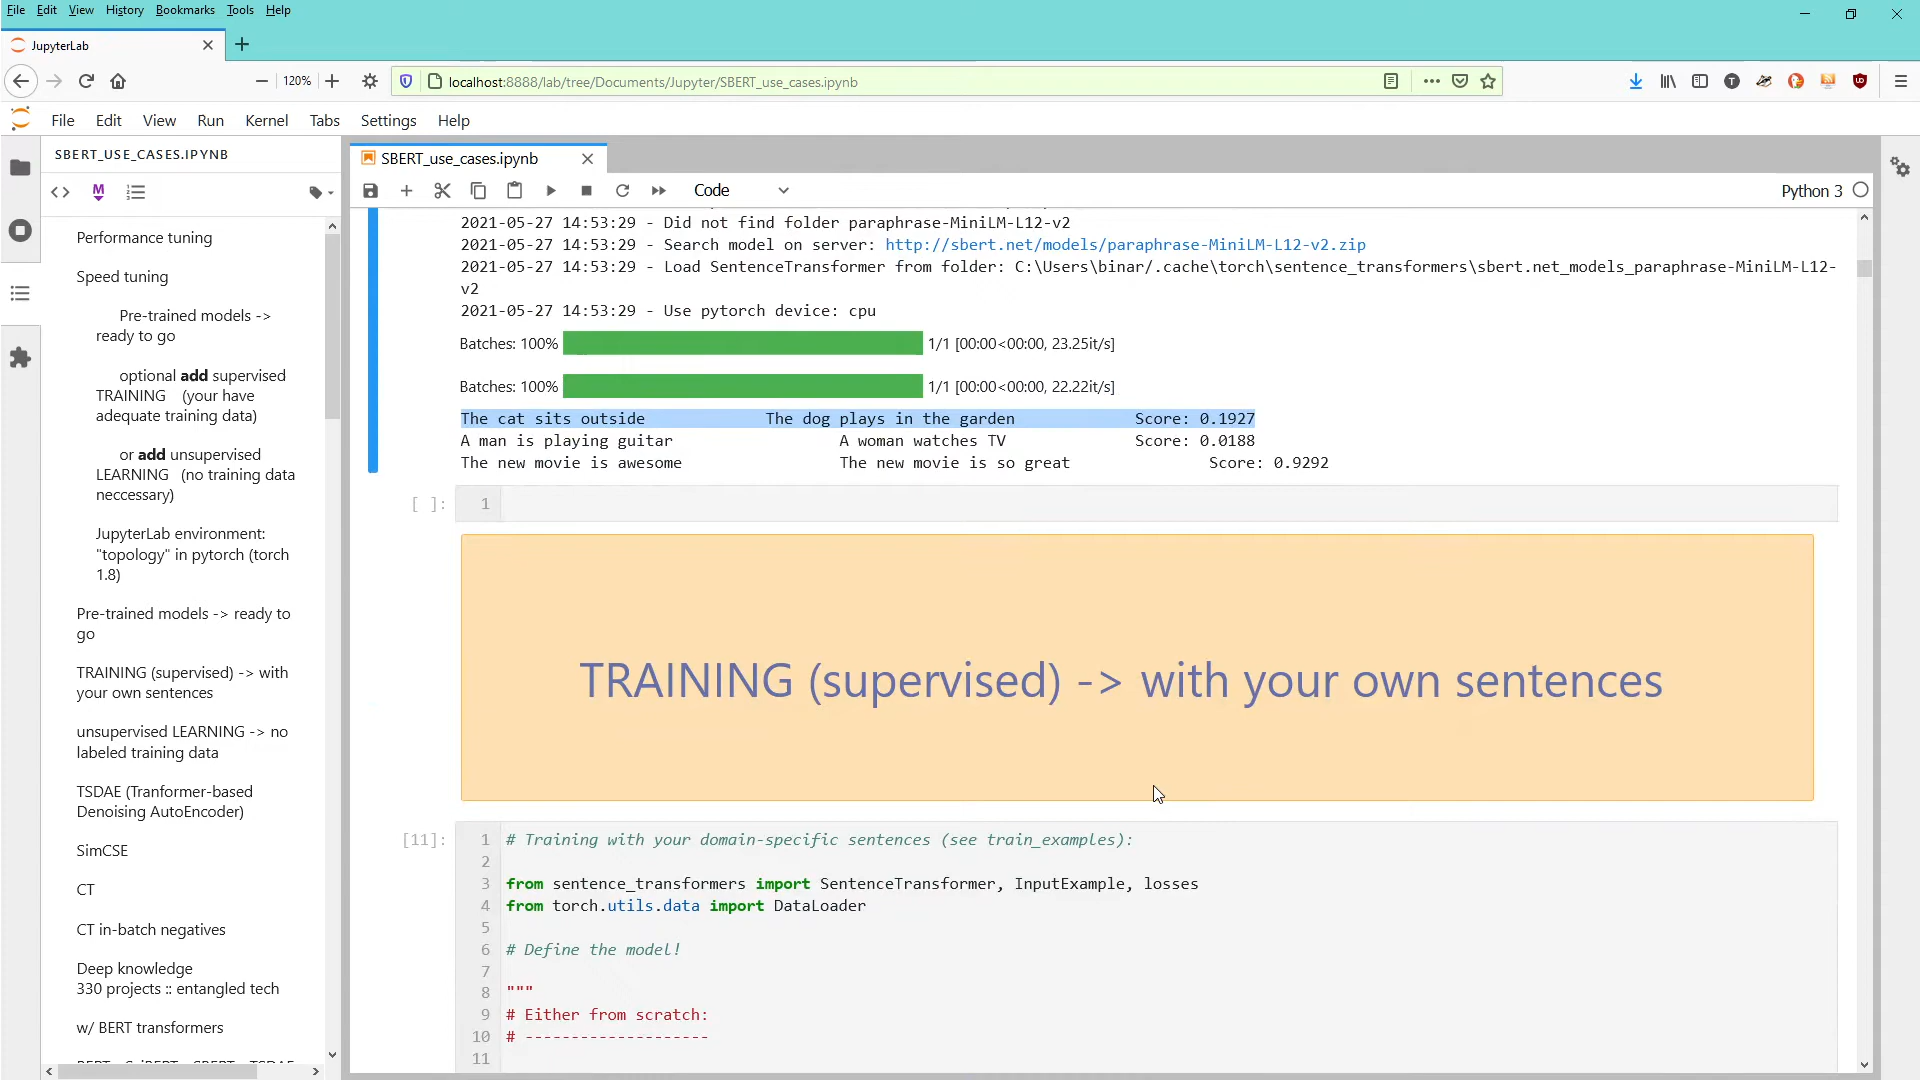 File Edit View History Bookmarks Tools Help
JupyterLab
120%
localhost:8888/lab/tree/Documents/Jupyter/SBERT_use_cases.ipynb
File Edit View Run Kernel Tabs Settings Help
SBERT_USE_CASES.IPYNB
Performance tuning
Speed tuning
Pre-trained models ->
ready to go
optional add supervised
TRAINING (your have
adequate training data)
or add unsupervised
LEARNING (no training data
neccessary)
JupyterLab environment:
"topology" in pytorch (torch
1.8)
Pre-trained models -> ready to
go
TRAINING (supervised) -> with
your own sentences
unsupervised LEARNING -> no
labeled training data
TSDAE (Tranformer-based
Denoising AutoEncoder)
SimCSE
CT
CT in-batch negatives
Deep knowledge
330 projects :: entangled tech
w/ BERT transformers
SBERT_use_cases.ipynb
Code
Python 3
2021-05-27 14:53:29 - Did not find folder paraphrase-MiniLM-L12-v2
2021-05-27 14:53:29 - Search model on server: http://sbert.net/models/paraphrase-MiniLM-L12-v2.zip
2021-05-27 14:53:29 - Load SentenceTransformer from folder: C:\Users\binar/.cache\torch\sentence_transformers\sbert.net_models_paraphrase-MiniLM-L12-
v2
2021-05-27 14:53:29 - Use pytorch device: cpu
Batches: 100% 1/1 [00:00<00:00, 23.25it/s]
Batches: 100% 1/1 [00:00<00:00, 22.22it/s]
The cat sits outside The dog plays in the garden Score: 0.1927
A man is playing guitar A woman watches TV Score: 0.0188
The new movie is awesome The new movie is so great Score: 0.9292
[ ]: 1
TRAINING (supervised) -> with your own sentences
[11]: 1 # Training with your domain-specific sentences (see train_examples):
2
3 from sentence_transformers import SentenceTransformer, InputExample, losses
4 from torch.utils.data import DataLoader
5
6 # Define the model!
7
8 """
9 # Either from scratch:
10 # --------------------
11